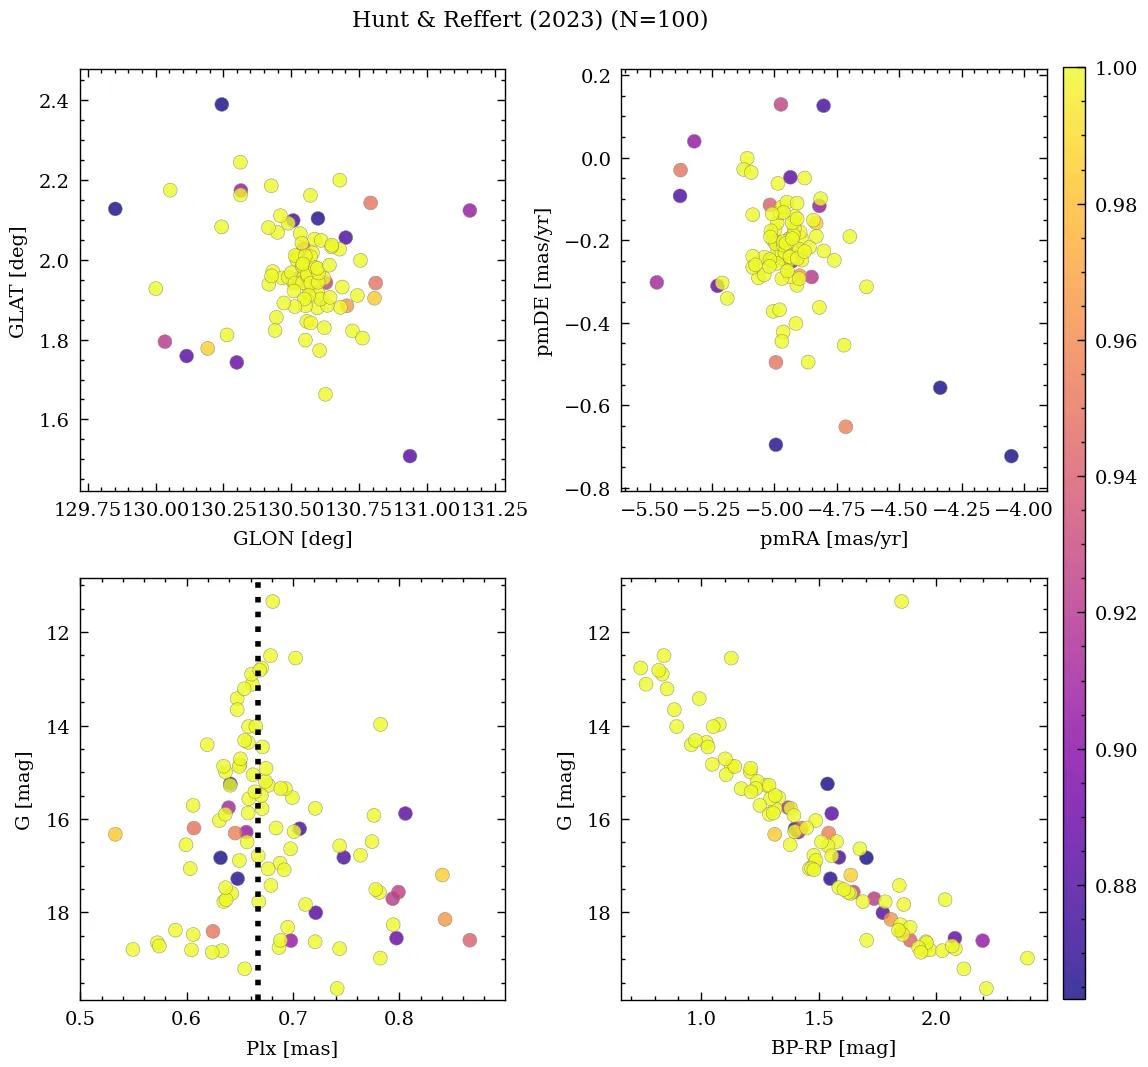 Hunt & Reffert (2023) (N=100)
2.4
2.2
2.0
1.8
1.6
GLAT [deg]
129.75 130.00 130.25 130.50 130.75 131.00 131.25
GLON [deg]
0.2
0.0
−0.2
−0.4
−0.6
−0.8
pmDE [mas/yr]
−5.50 −5.25 −5.00 −4.75 −4.50 −4.25 −4.00
pmRA [mas/yr]
12
14
16
18
G [mag]
0.5 0.6 0.7 0.8
Plx [mas]
12
14
16
18
G [mag]
1.0 1.5 2.0
BP-RP [mag]
1.00
0.98
0.96
0.94
0.92
0.90
0.88